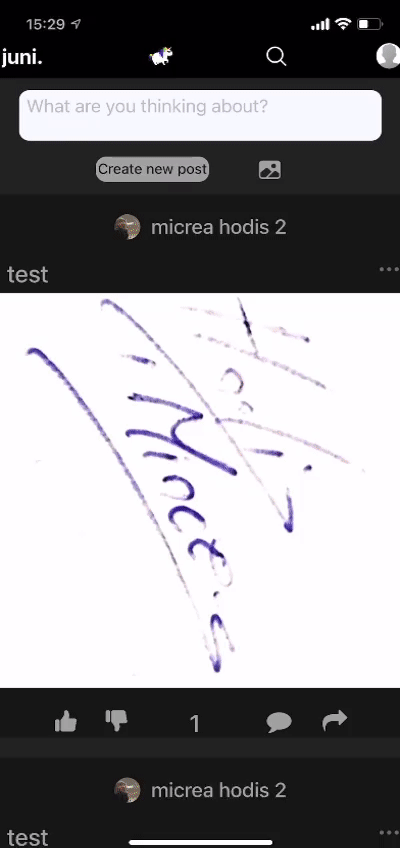 15:29
juni.
What are you thinking about?
Create new post
micrea hodis 2
test
1
micrea hodis 2
test